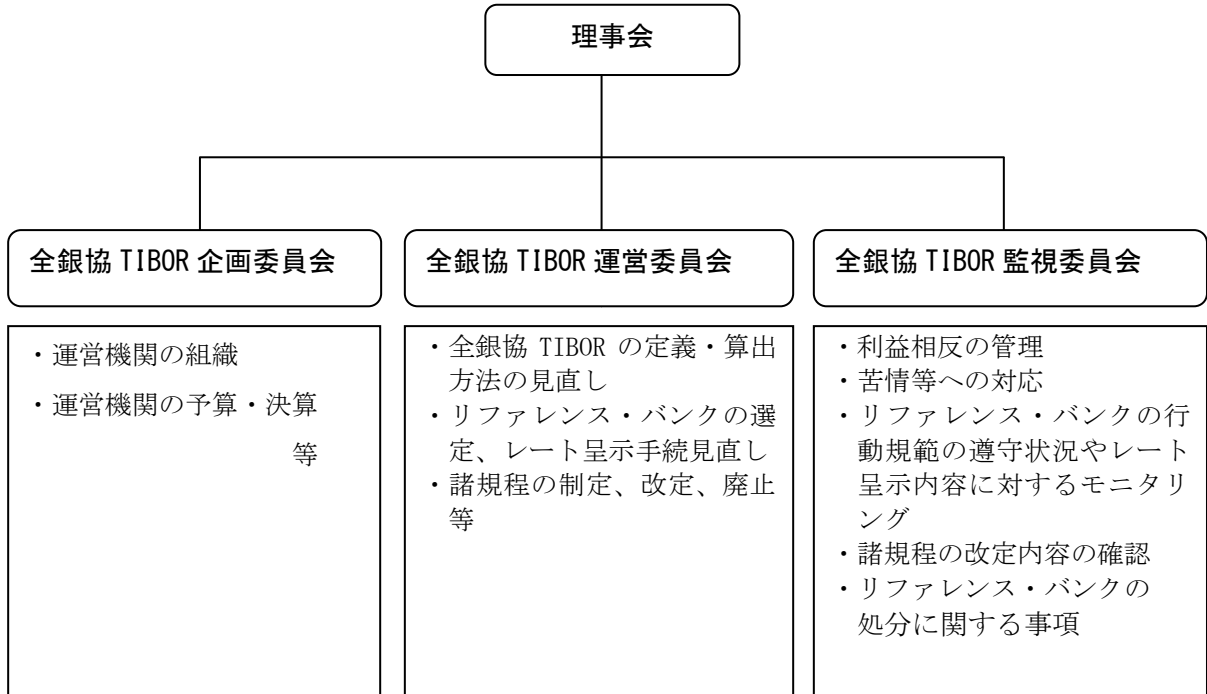 理事会
全銀協 TIBOR 企画委員会
・運営機関の組織
・運営機関の予算・決算
等
全銀協 TIBOR 運営委員会
・全銀協 TIBOR の定義・算出
方法の見直し
・リファレンス・バンクの選
定、レート呈示手続見直し
・諸規程の制定、改定、廃止
等
全銀協 TIBOR 監視委員会
・利益相反の管理
・苦情等への対応
・リファレンス・バンクの行
動規範の遵守状況やレート
呈示内容に対するモニタリ
ング
・諸規程の改定内容の確認
・リファレンス・バンクの
処分に関する事項